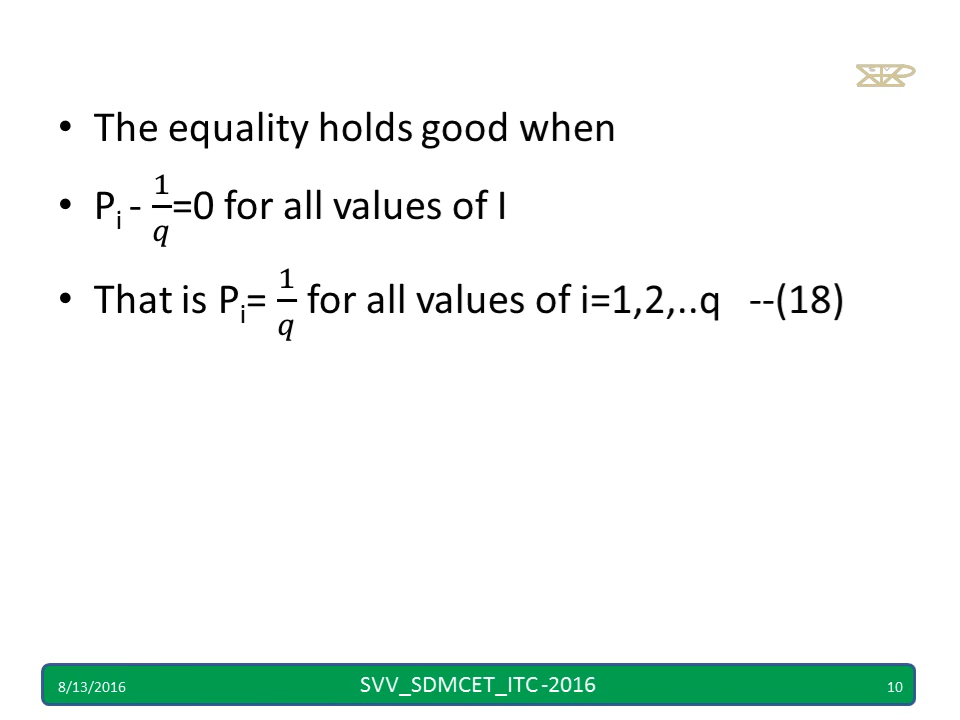 • The equality holds good when
• Pᵢ - 1/q=0 for all values of I
• That is Pᵢ= 1/q for all values of i=1,2,..q --(18)
8/13/2016 SVV_SDMCET_ITC -2016 10